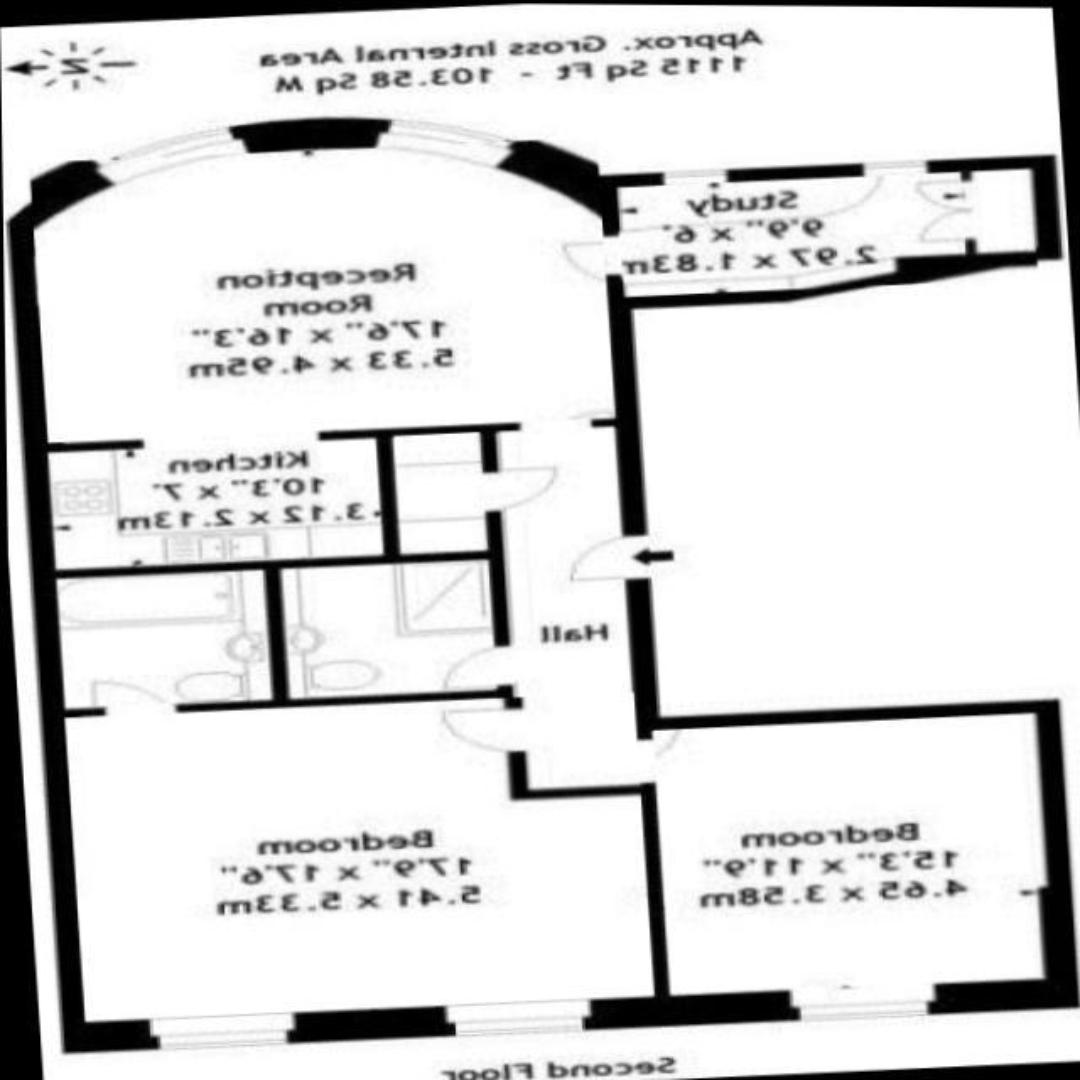 Approx. Gross Internal Area
1115 Sq Ft - 103.58 Sq M
N
Study
9'9" x 6'
2.97 x 1.83m
Reception
Room
17'6" x 16'3"
5.33 x 4.95m
Kitchen
10'3" x 7'
3.12 x 2.13m
Hall
Bedroom
17'9" x 17'6"
5.41 x 5.33m
Bedroom
15'3" x 11'9"
4.65 x 3.58m
Second Floor